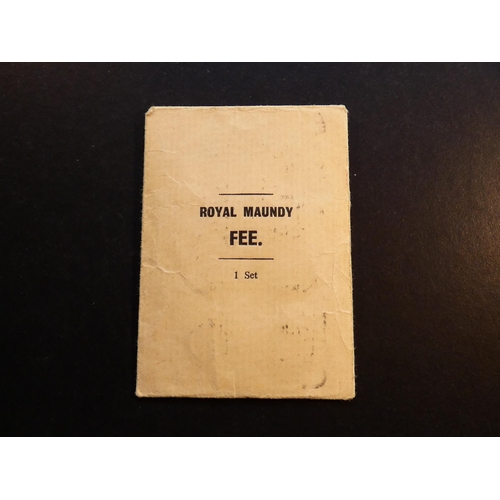 ROYAL MAUNDY
FEE.
1 Set